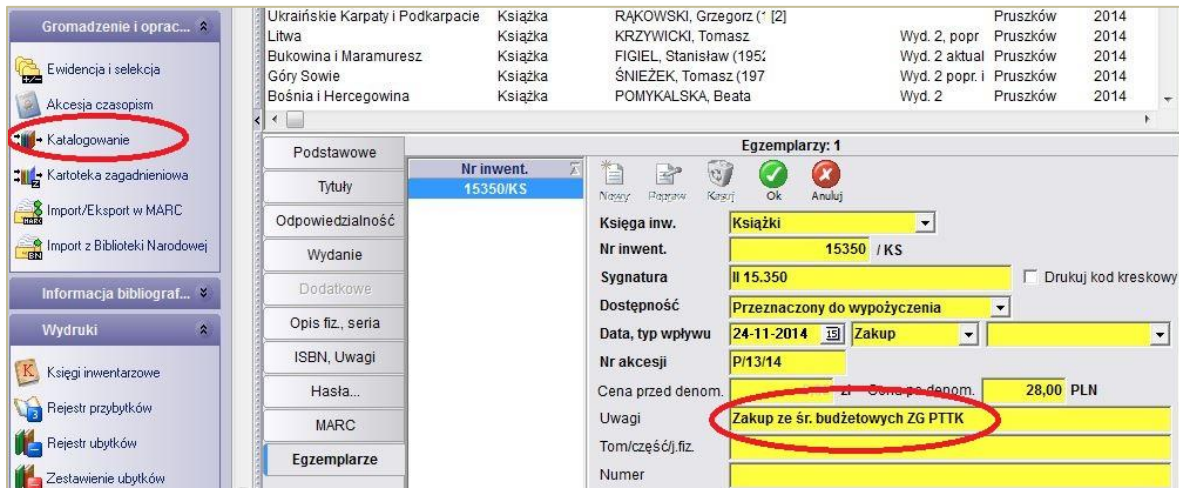 Gromadzenie i oprac...
Ewidencja i selekcja
Akcesja czasopism
Katalogowanie
Kartoteka zagadnieniowa
Import/Eksport w MARC
Import z Biblioteki Narodowej
Informacja bibliograf...
Wydruki
Księgi inwentarzowe
Rejestr przybytków
Rejestr ubytków
Zestawienie ubytków
Ukraińskie Karpaty i Podkarpacie Książka RĄKOWSKI, Grzegorz (1 [2] Pruszków 2014
Litwa Książka KRZYWICKI, Tomasz Wyd. 2, popr Pruszków 2014
Bukowina i Maramuresz Książka FIGIEL, Stanisław (1952 Wyd. 2 aktual Pruszków 2014
Góry Sowie Książka ŚNIEŻEK, Tomasz (197 Wyd. 2 popr. i Pruszków 2014
Bośnia i Hercegowina Książka POMYKALSKA, Beata Wyd. 2 Pruszków 2014
Podstawowe
Tytuły
Odpowiedzialność
Wydanie
Dodatkowe
Opis fiz., seria
ISBN, Uwagi
Hasła...
MARC
Egzemplarze
Egzemplarzy: 1
Nr inwent.
15350/KS
Nowy Popraw Kasuj Ok Anuluj
Księga inw. Książki
Nr inwent. 15350 / KS
Sygnatura II 15.350 Drukuj kod kreskowy
Dostępność Przeznaczony do wypożyczenia
Data, typ wpływu 24-11-2014 15 Zakup
Nr akcesji P/13/14
Cena przed denom. zł Cena po denom. 28,00 PLN
Uwagi Zakup ze śr. budżetowych ZG PTTK
Tom/część/j.fiz.
Numer